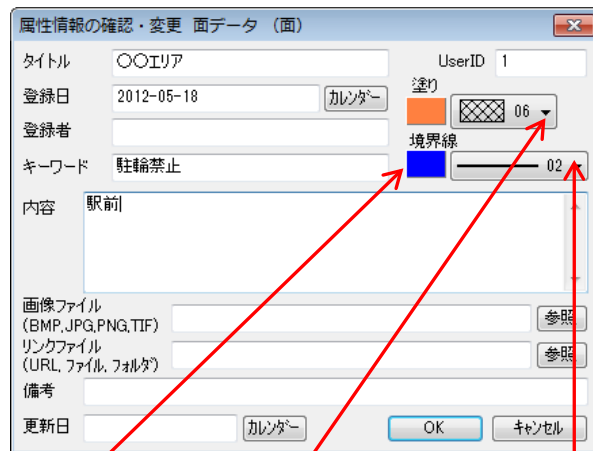 属性情報の確認・変更 面データ （面）
タイトル 〇〇エリア UserID 1
登録日 2012-05-18 カレンダー 塗り
06
登録者
境界線
キーワード 駐輪禁止 02
内容 駅前
画像ファイル
(BMP,JPG,PNG,TIF) 参照
リンクファイル
(URL, ファイル, フォルダ) 参照
備考
更新日 カレンダー OK キャンセル